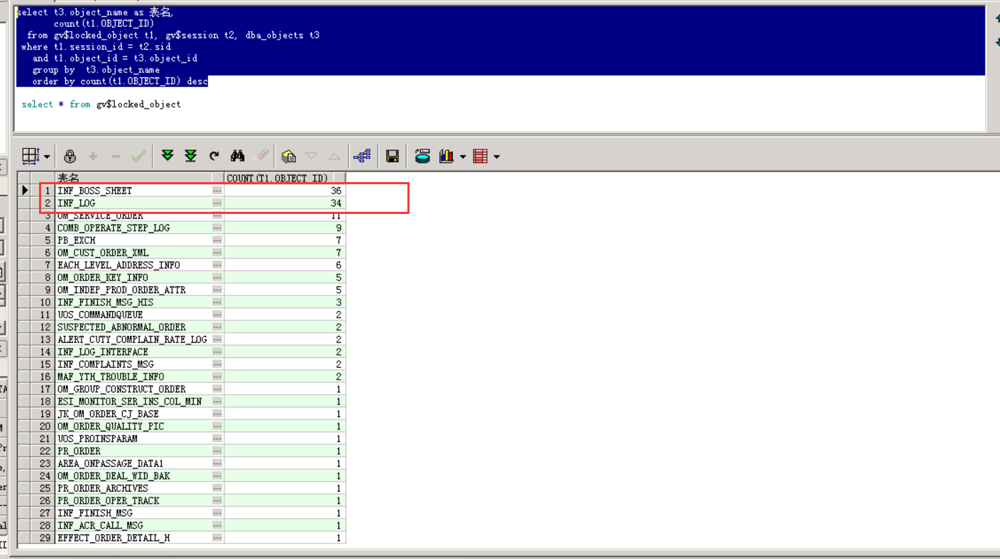 select t3.object_name as 表名,
count(t1.OBJECT_ID)
from gv$locked_object t1, gv$session t2, dba_objects t3
where t1.session_id = t2.sid
and t1.object_id = t3.object_id
group by t3.object_name
order by count(t1.OBJECT_ID) desc
select * from gv$locked_object
表名 COUNT(T1.OBJECT_ID)
1 INF_BOSS_SHEET ... 36
2 INF_LOG ... 34
3 OM_SERVICE_ORDER ... 11
4 COMB_OPERATE_STEP_LOG ... 9
5 PB_EXCH ... 7
6 OM_CUST_ORDER_XML ... 7
7 EACH_LEVEL_ADDRESS_INFO ... 6
8 OM_ORDER_KEY_INFO ... 5
9 OM_INDEP_PROD_ORDER_ATTR ... 5
10 INF_FINISH_MSG_HIS ... 3
11 UOS_COMMANDQUEUE ... 2
12 SUSPECTED_ABNORMAL_ORDER ... 2
13 ALERT_CUTY_COMPLAIN_RATE_LOG ... 2
14 INF_LOG_INTERFACE ... 2
15 INF_COMPLAINTS_MSG ... 2
16 MAF_YTH_TROUBLE_INFO ... 2
17 OM_GROUP_CONSTRUCT_ORDER ... 1
18 ESI_MONITOR_SER_INS_COL_MIN ... 1
19 JK_OM_ORDER_CJ_BASE ... 1
20 OM_ORDER_QUALITY_PIC ... 1
21 UOS_PROINSPARAM ... 1
22 PR_ORDER ... 1
23 AREA_ONPASSAGE_DATA1 ... 1
24 OM_ORDER_DEAL_WID_BAK ... 1
25 PR_ORDER_ARCHIVES ... 1
26 PR_ORDER_OPER_TRACK ... 1
27 INF_FINISH_MSG ... 1
28 INF_ACR_CALL_MSG ... 1
29 EFFECT_ORDER_DETAIL_H ... 1